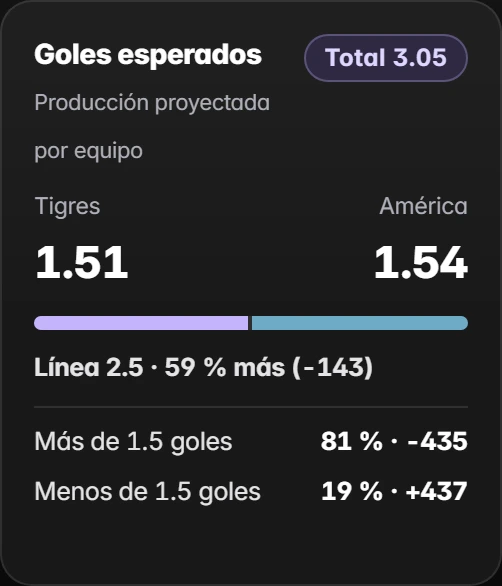 Goles esperados
Total 3.05
Producción proyectada
por equipo
Tigres
América
1.51
1.54
Línea 2.5 · 59 % más (-143)
Más de 1.5 goles
81 % · -435
Menos de 1.5 goles
19 % · +437